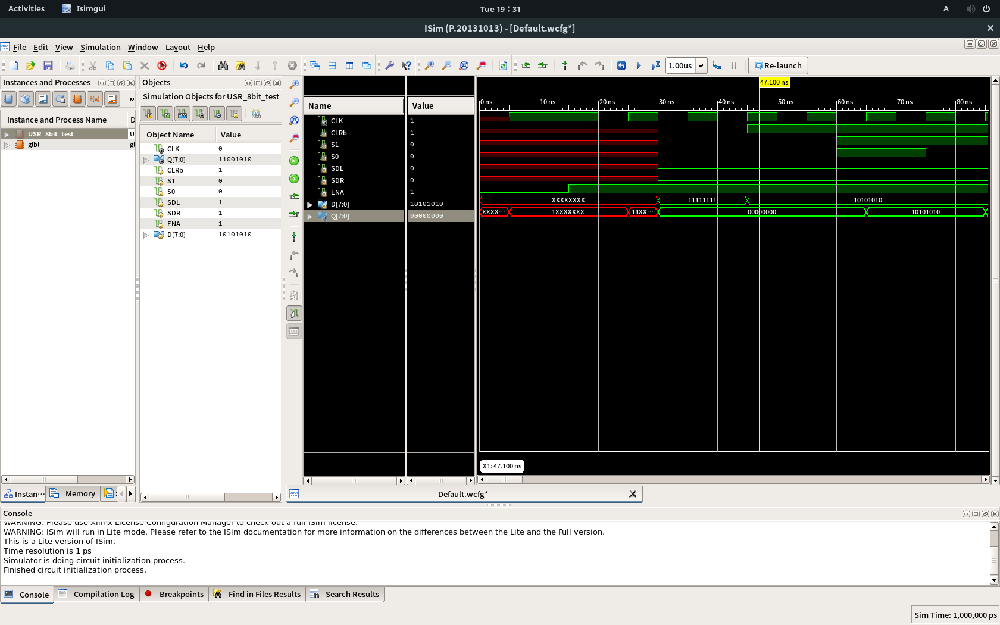 Activities Isimgui Tue 19:31 A
ISim (P.20131013) - [Default.wcfg*]
File Edit View Simulation Window Layout Help
1.00us Re-launch
Instances and Processes
Objects
Simulation Objects for USR_8bit_test
Instance and Process Name D
USR_8bit_test U
glbl gl
Object Name Value
CLK 0
Q[7:0] 11001010
CLRb 1
S1 0
S0 0
SDL 1
SDR 1
ENA 1
D[7:0] 10101010
Name Value
CLK 1
CLRb 1
S1 0
S0 0
SDL 0
SDR 0
ENA 1
D[7:0] 10101010
Q[7:0] 00000000
47.100 ns
0 ns 10 ns 20 ns 30 ns 40 ns 50 ns 60 ns 70 ns 80 ns
XXXXXXXX 11111111 10101010
XXXX··· 1XXXXXXX 11XX··· 00000000 10101010
X1: 47.100 ns
Instan··· Memory
Default.wcfg*
Console
WARNING: Please use Xilinx License Configuration Manager to check out a full ISim license.
WARNING: ISim will run in Lite mode. Please refer to the ISim documentation for more information on the differences between the Lite and the Full version.
This is a Lite version of ISim.
Time resolution is 1 ps
Simulator is doing circuit initialization process.
Finished circuit initialization process.
Console Compilation Log Breakpoints Find in Files Results Search Results
Sim Time: 1,000,000 ps